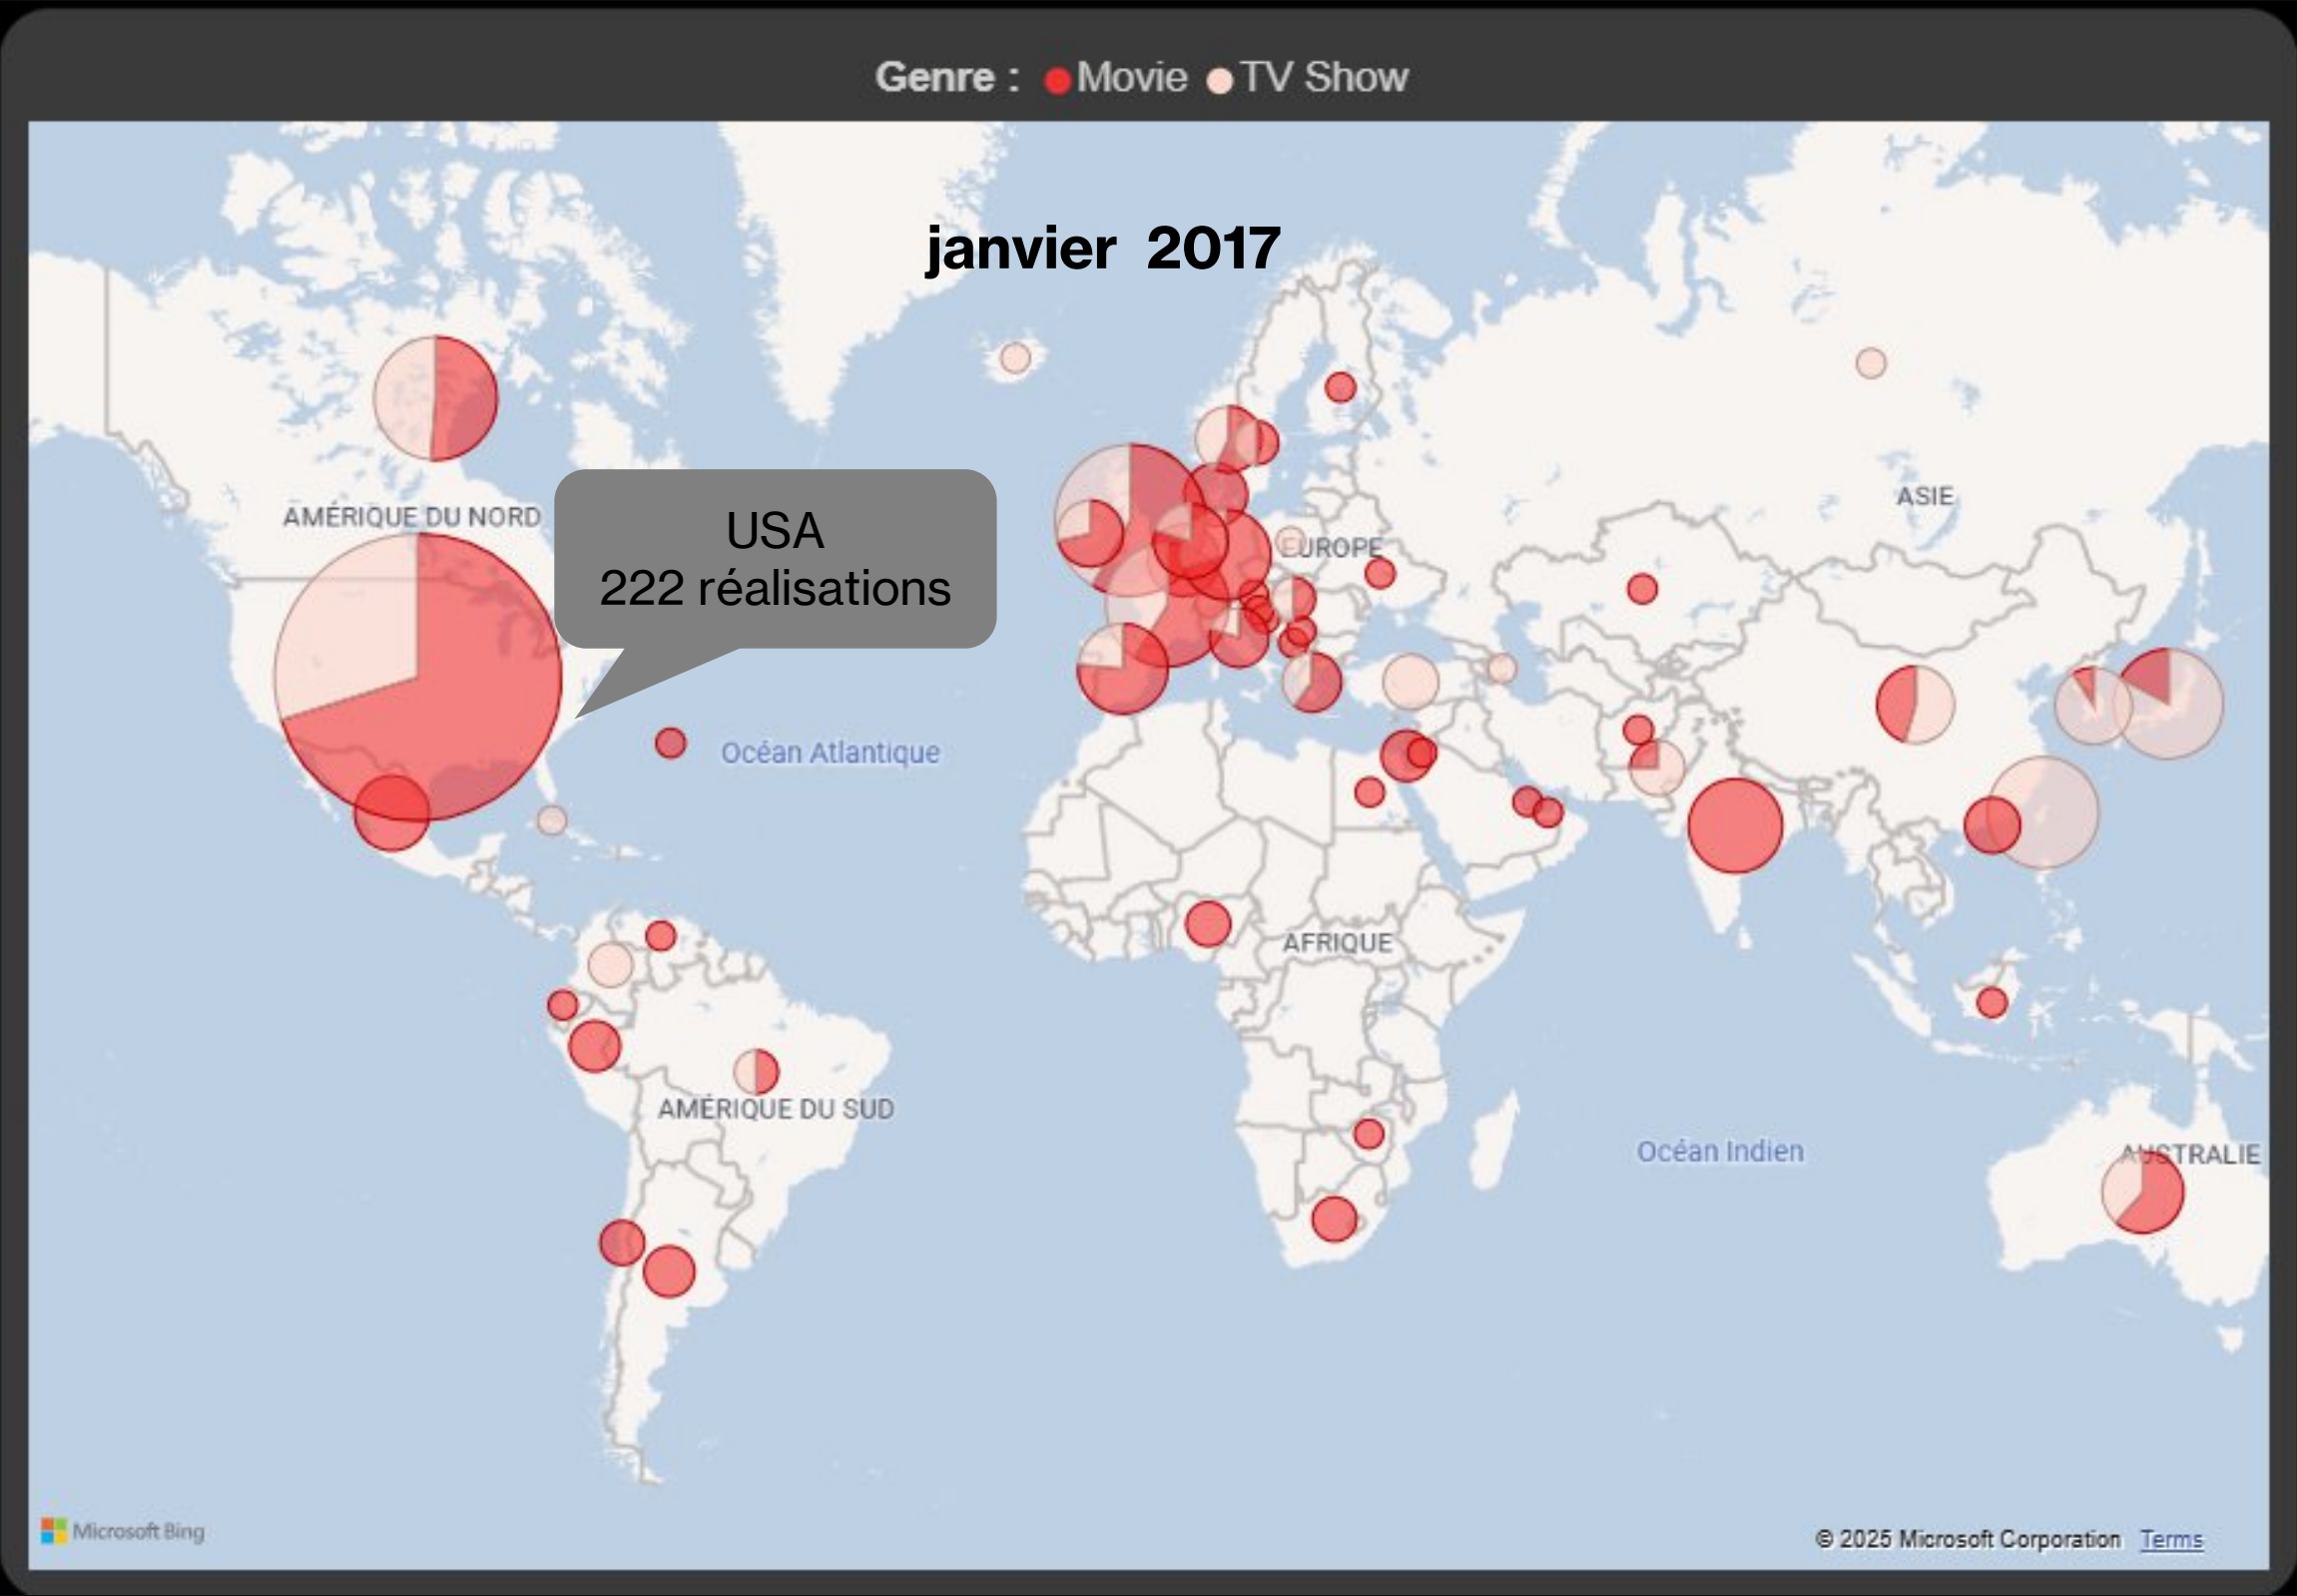 Genre : Movie TV Show
janvier 2017
AMÉRIQUE DU NORD
USA
222 réalisations
ASIE
EUROPE
Océan Atlantique
AFRIQUE
AMÉRIQUE DU SUD
Océan Indien
AUSTRALIE
Microsoft Bing
© 2025 Microsoft Corporation Terms